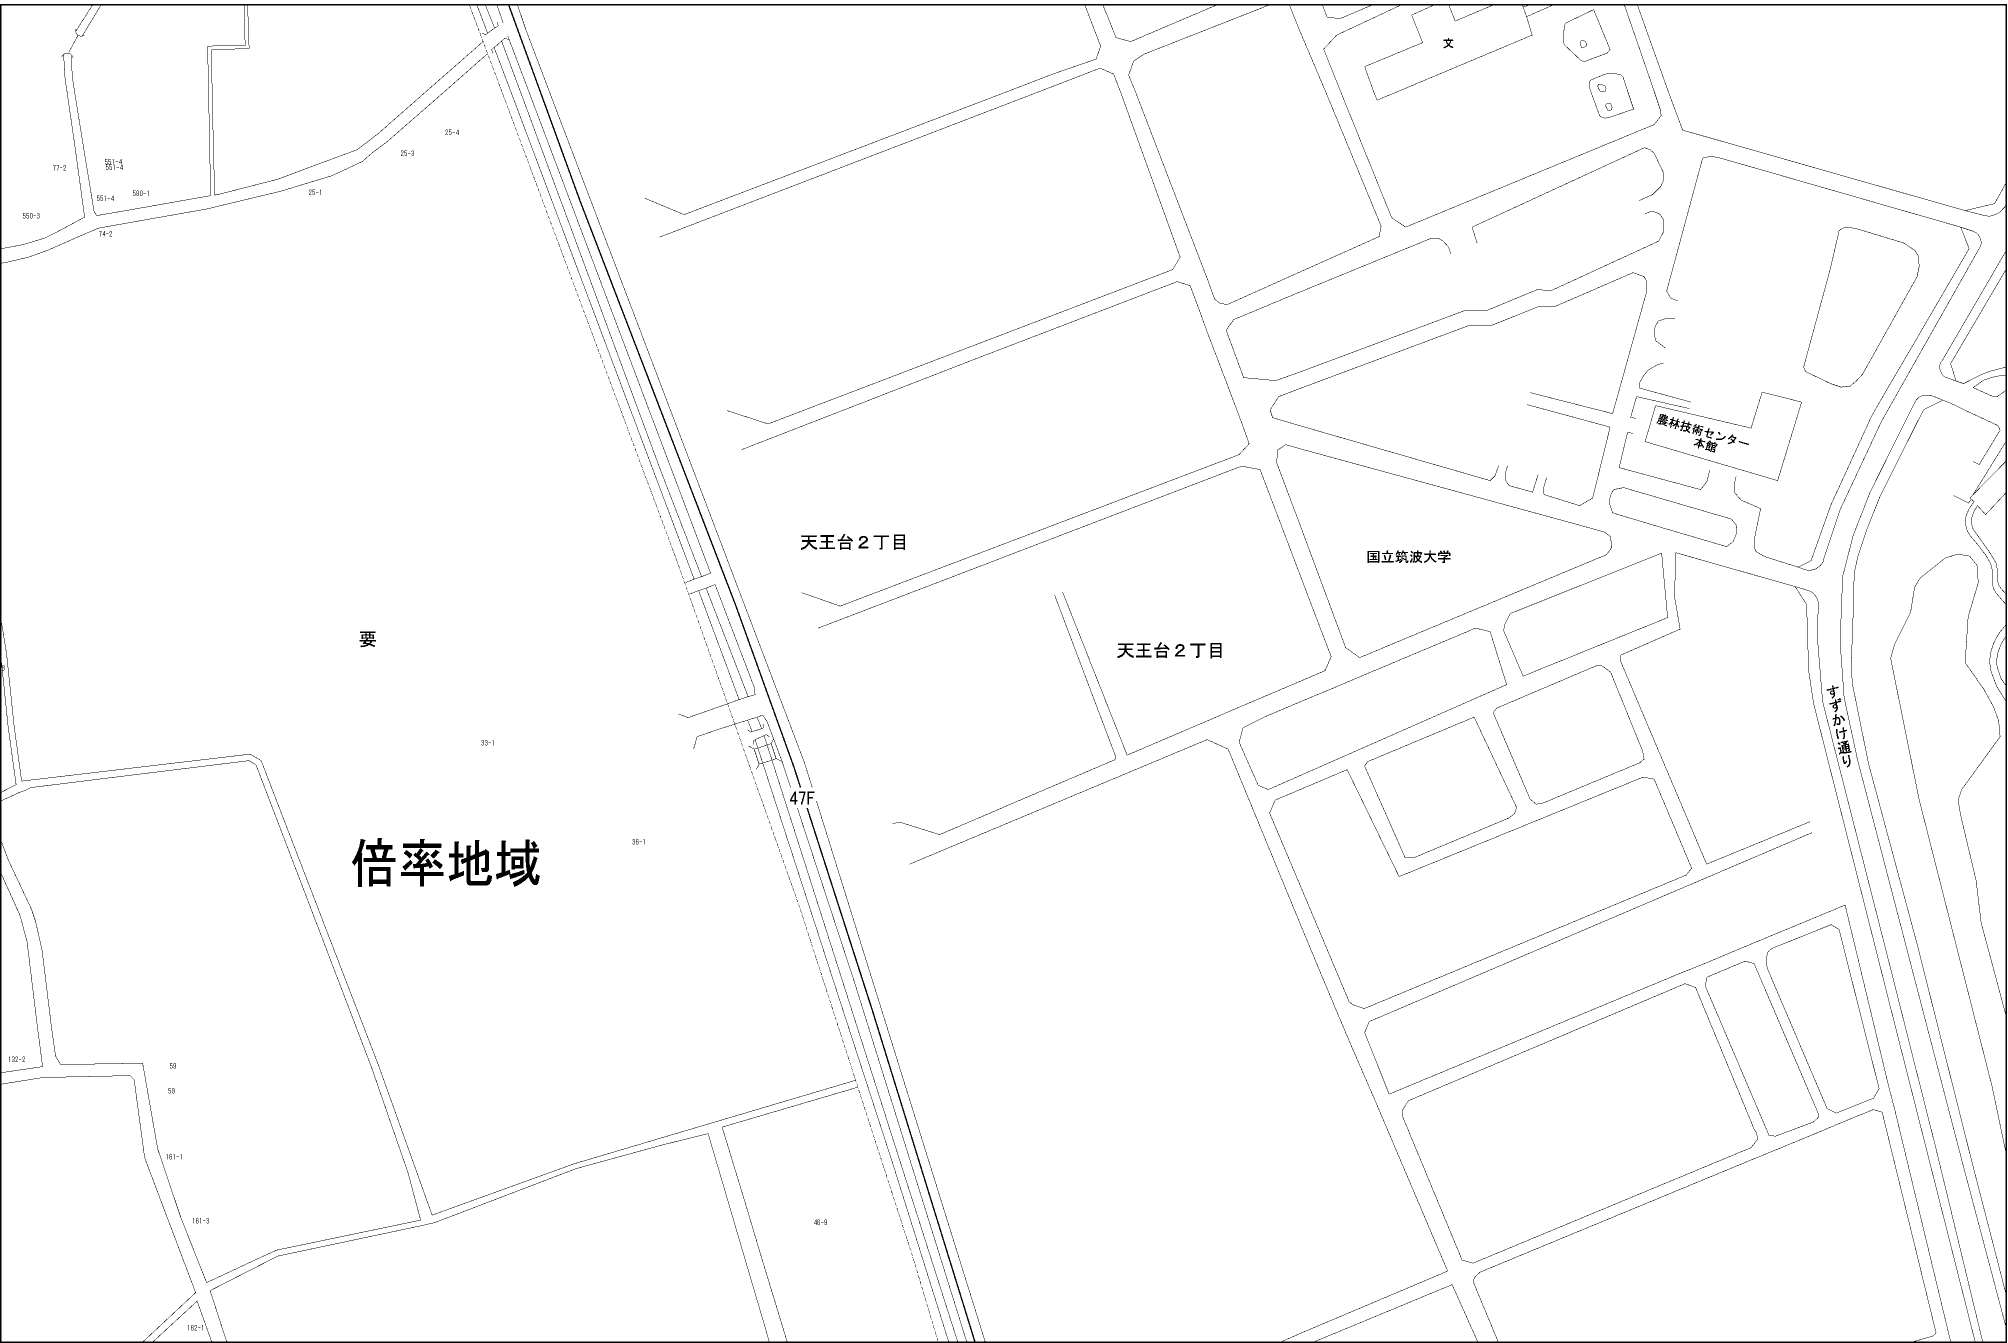 文
25-4
25-3
77-2
551-4
551-4
580-1
25-1
551-4
550-3
74-2
農林技術センター
本館
天王台2丁目
国立筑波大学
要
天王台2丁目
すずかけ通り
33-1
47F
36-1
倍率地域
132-2
59
59
161-1
161-3
46-9
162-1